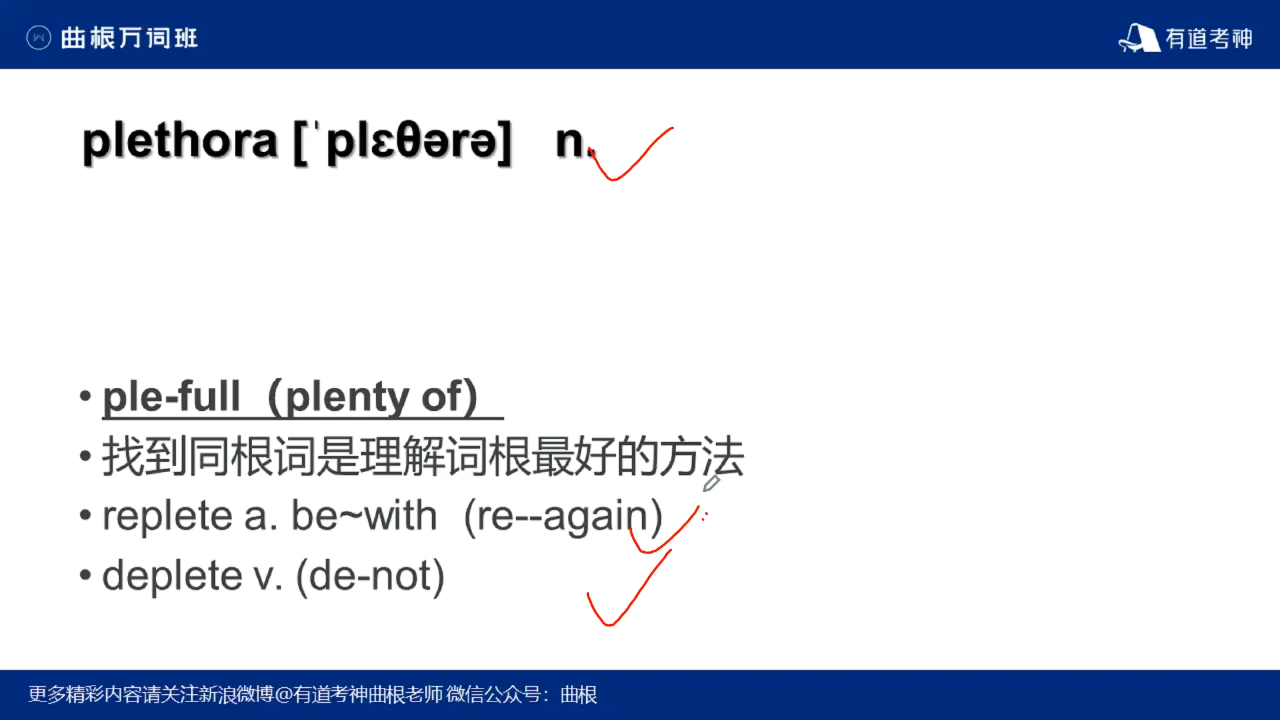 曲根万词班
有道考神
plethora [ˈplɛθərə] n.
• ple-full（plenty of）
• 找到同根词是理解词根最好的方法
• replete a. be~with (re--again)
• deplete v. (de-not)
更多精彩内容请关注新浪微博@有道考神曲根老师 微信公众号：曲根